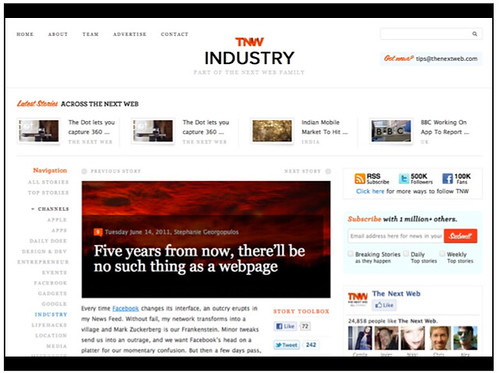 HOME ABOUT TEAM ADVERTISE CONTACT
TNW
INDUSTRY
PART OF THE NEXT WEB FAMILY
Got news? tips@thenextweb.com
Latest Stories ACROSS THE NEXT WEB
The Dot lets you
capture 360 ...
THE NEXT WEB
The Dot lets you
capture 360 ...
THE NEXT WEB
Indian Mobile
Market To Hit ...
INDIA
BBC Working On
App To Report ...
UK
Navigation
ALL STORIES
TOP STORIES
CHANNELS
APPLE
APPS
DAILY DOSE
DESIGN & DEV
ENTREPRENEUR
EVENTS
FACEBOOK
GADGETS
GOOGLE
INDUSTRY
LIFEHACKS
LOCATION
MEDIA
PREVIOUS STORY
NEXT STORY
Tuesday June 14, 2011, Stephanie Georgopulos
Five years from now, there'll be
no such thing as a webpage
Every time Facebook changes its interface, an outcry erupts in
my News Feed. Without fail, my network transforms into a
village and Mark Zuckerberg is our Frankenstein. Minor tweaks
send us into an outrage, and we want Facebook's head on a
platter for our momentary confusion. But then a few days pass,
STORY TOOLBOX
Like 72
Tweet 242
RSS
Subscribe
500K
Followers
100K
Fans
Click here for more ways to follow TNW
Subscribe with 1 million+ others.
Email address here for news in your
Submit
Breaking Stories
as they happen
Daily
Top stories
Weekly
Top stories
TNW
The Next Web
Like
24,858 people like The Next Web.